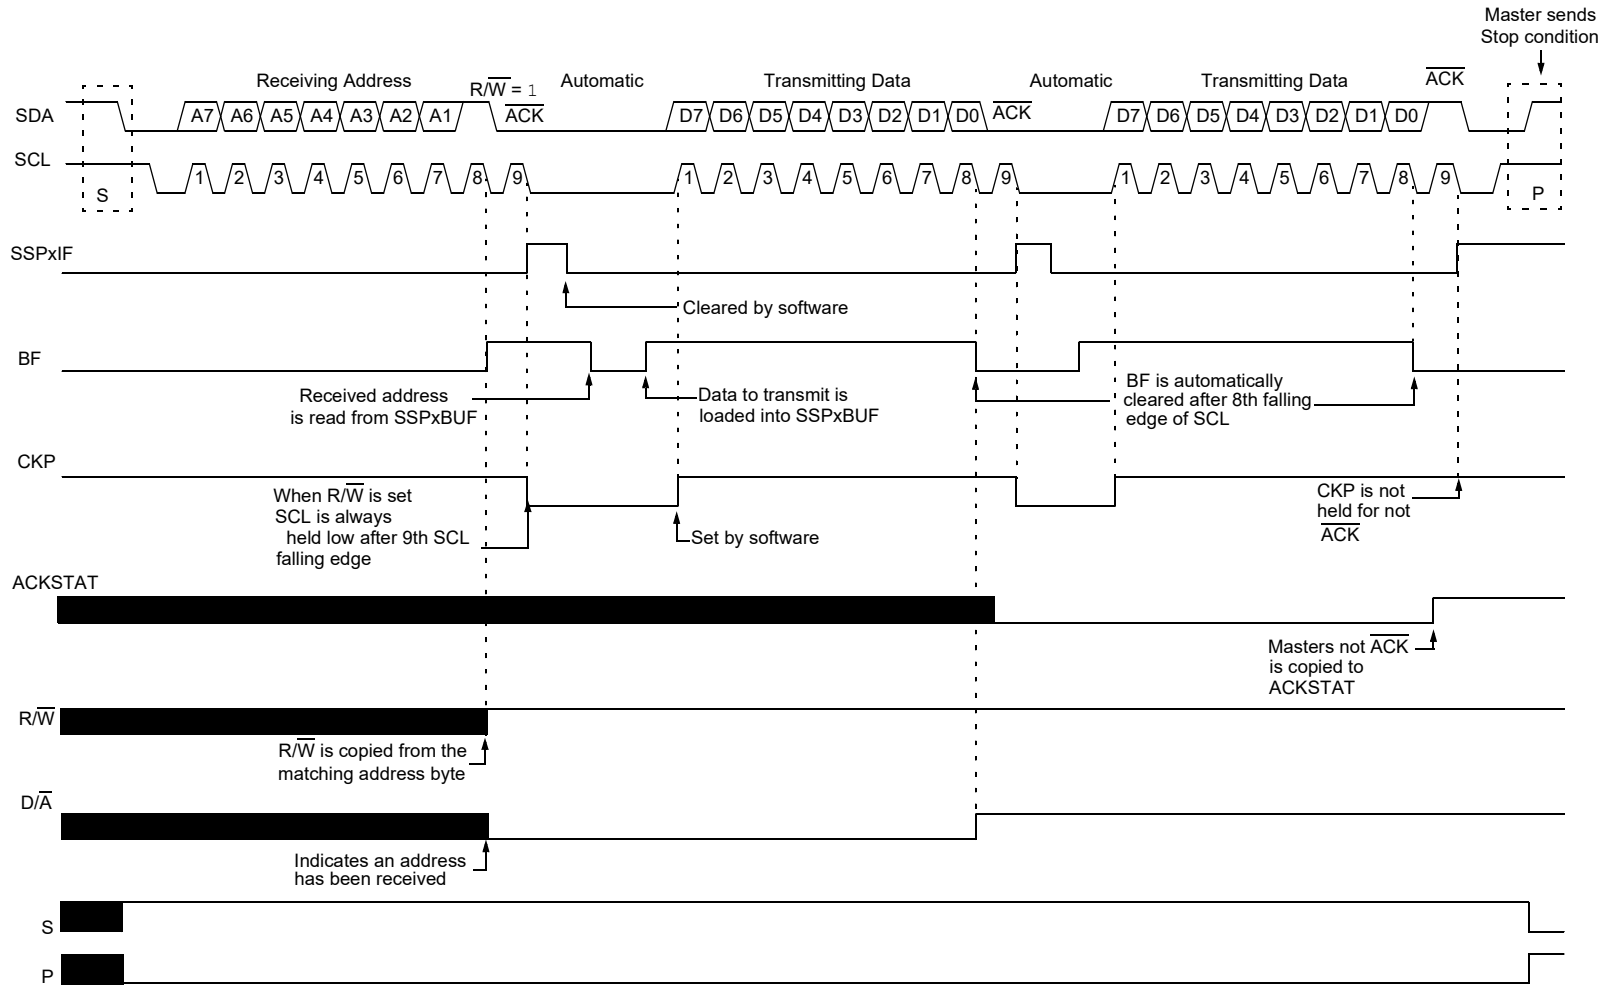 Master sends
Stop condition
Receiving Address
R/W̅ = 1
Automatic
Transmitting Data
Automatic
Transmitting Data
A̅C̅K̅
SDA
A7 A6 A5 A4 A3 A2 A1
A̅C̅K̅
D7 D6 D5 D4 D3 D2 D1 D0
A̅C̅K̅
D7 D6 D5 D4 D3 D2 D1 D0
SCL
1 2 3 4 5 6 7 8 9
1 2 3 4 5 6 7 8 9
1 2 3 4 5 6 7 8 9
S
P
SSPxIF
Cleared by software
BF
Received address
is read from SSPxBUF
Data to transmit is
loaded into SSPxBUF
BF is automatically
cleared after 8th falling
edge of SCL
CKP
When R/W̅ is set
SCL is always
held low after 9th SCL
falling edge
Set by software
CKP is not
held for not
A̅C̅K̅
ACKSTAT
Masters not A̅C̅K̅
is copied to
ACKSTAT
R/W̅
R/W̅ is copied from the
matching address byte
D/A̅
Indicates an address
has been received
S
P